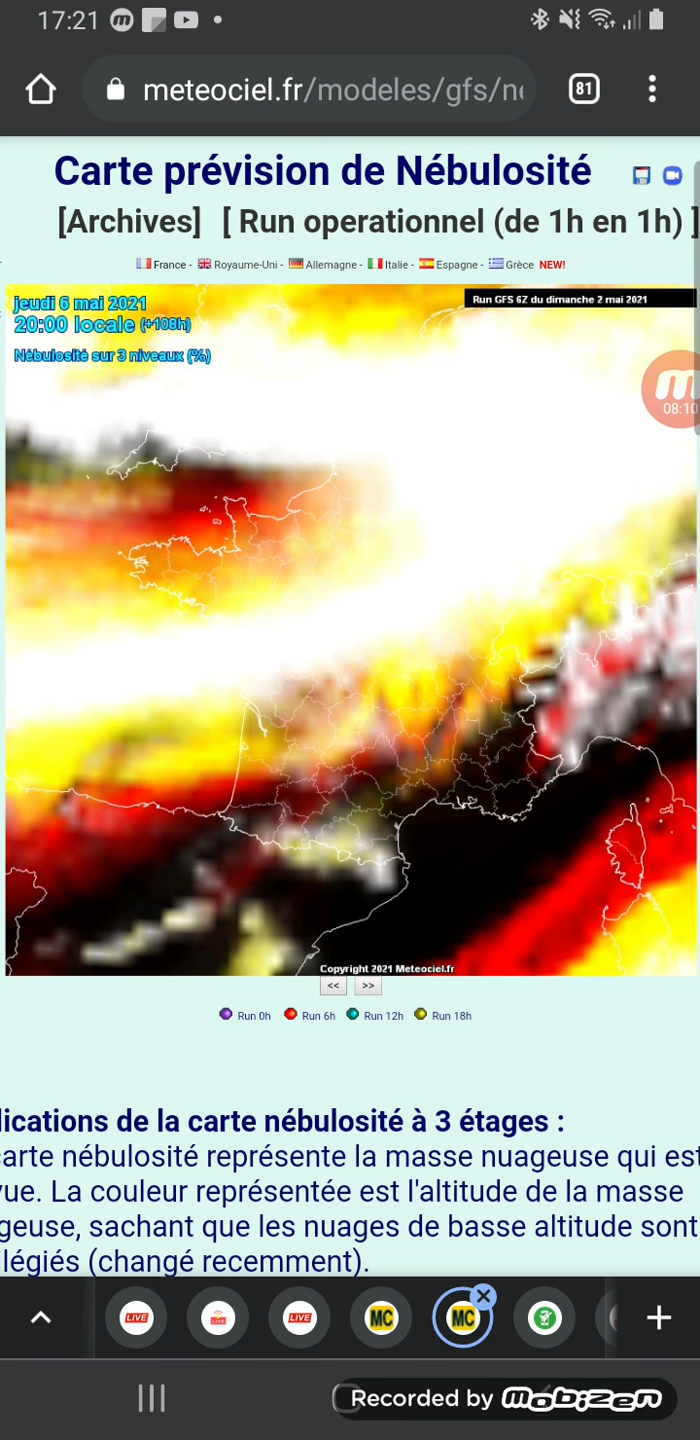 17:21
meteociel.fr/modeles/gfs/ne
81
Carte prévision de Nébulosité
[Archives] [ Run operationnel (de 1h en 1h) ]
France - Royaume-Uni - Allemagne - Italie - Espagne - Grèce NEW!
jeudi 6 mai 2021
20:00 locale (+108h)
Nébulosité sur 3 niveaux (%)
Run GFS 6Z du dimanche 2 mai 2021
08:10
Copyright 2021 Meteociel.fr
<< >>
Run 0h Run 6h Run 12h Run 18h
lications de la carte nébulosité à 3 étages :
carte nébulosité représente la masse nuageuse qui est
vue. La couleur représentée est l'altitude de la masse
geuse, sachant que les nuages de basse altitude sont
ilégiés (changé recemment).
LIVE LIVE LIVE MC MC
Recorded by Mobizen